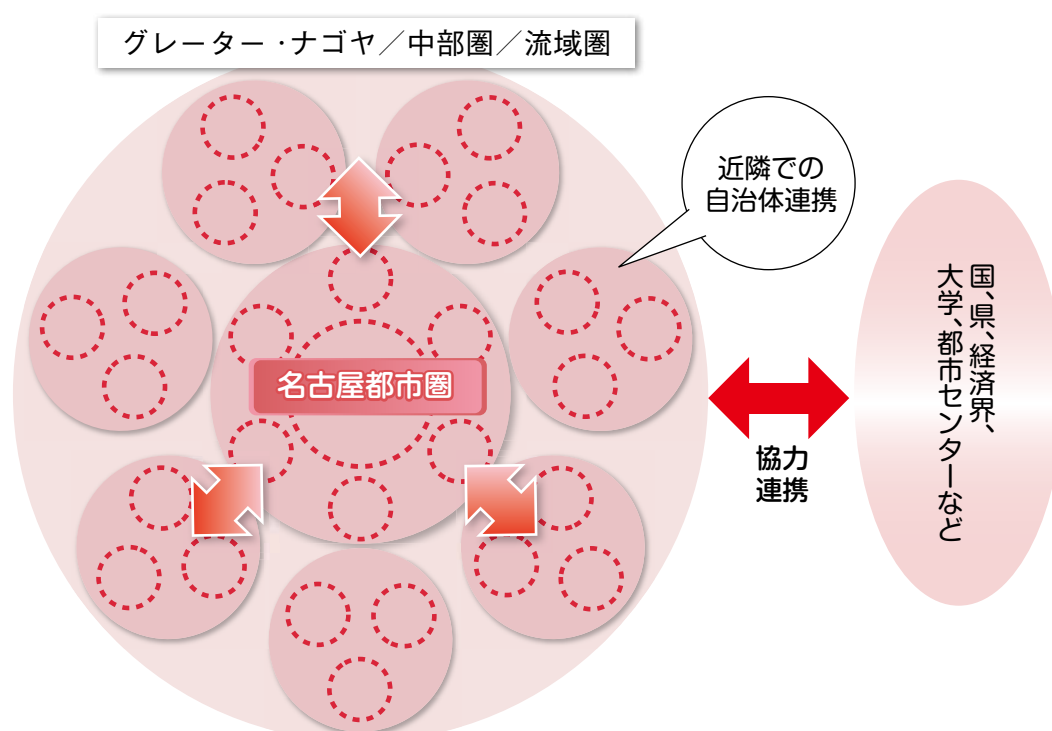 グレーター・ナゴヤ／中部圏／流域圏
近隣での
自治体連携
名古屋都市圏
協力
連携
国、県、経済界、
大学、都市センターなど